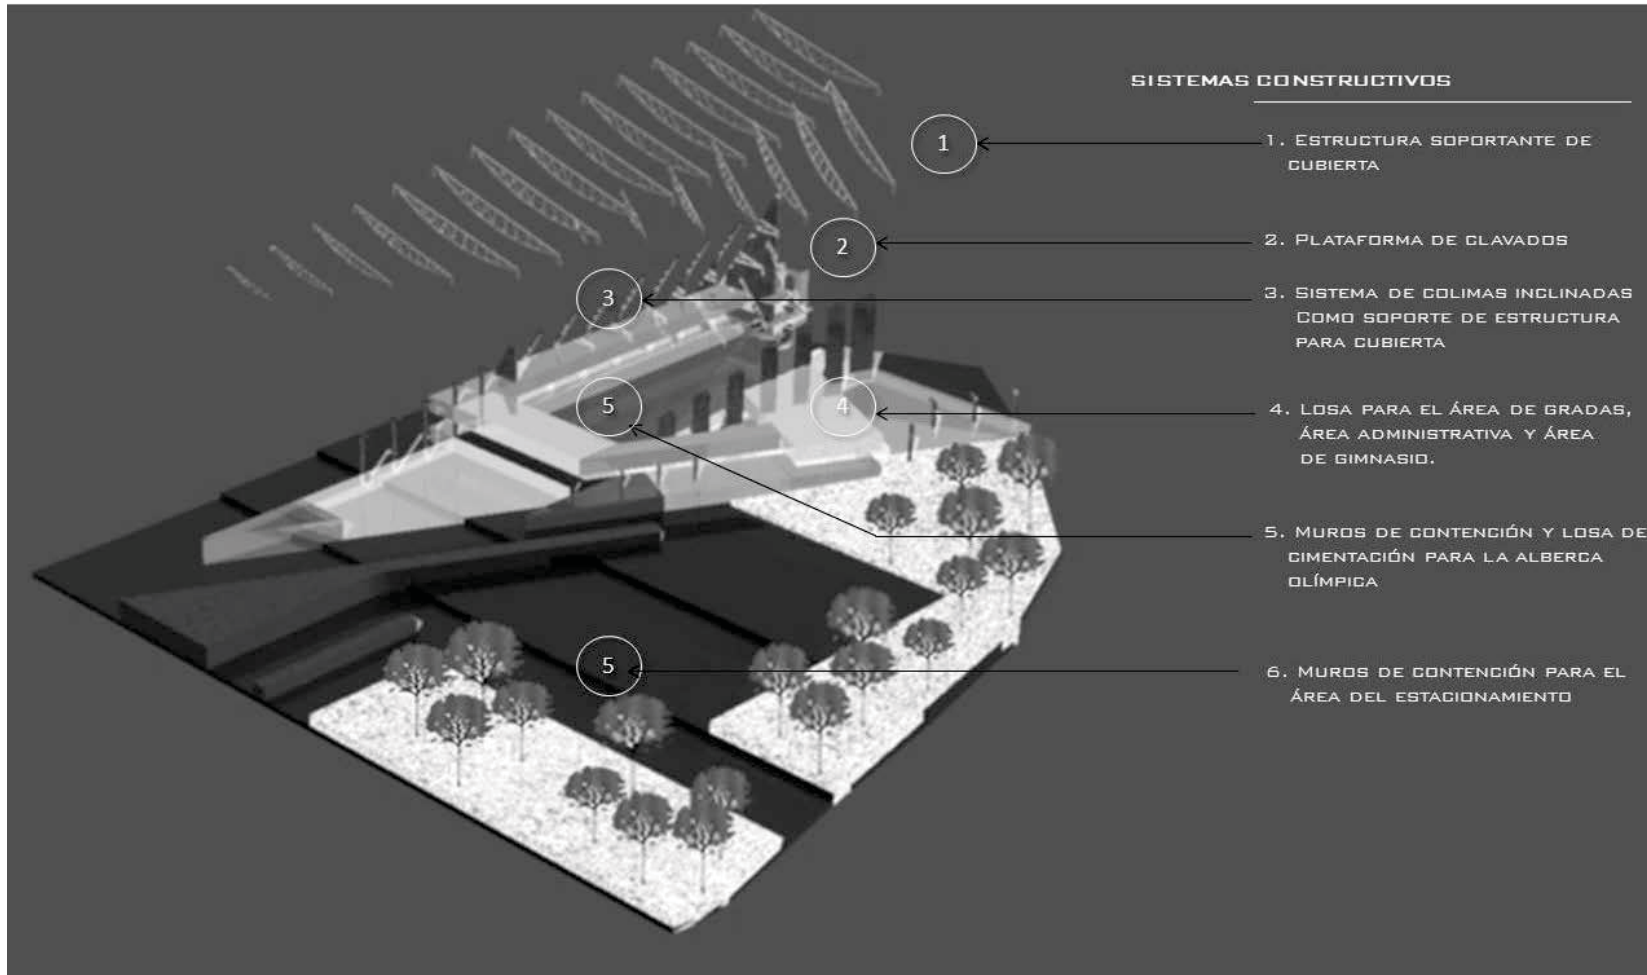 SISTEMAS CONSTRUCTIVOS
1
1. ESTRUCTURA SOPORTANTE DE
CUBIERTA
2
2. PLATAFORMA DE CLAVADOS
3
3. SISTEMA DE COLIMAS INCLINADAS
COMO SOPORTE DE ESTRUCTURA
PARA CUBIERTA
5
4
4. LOSA PARA EL ÁREA DE GRADAS,
ÁREA ADMINISTRATIVA Y ÁREA
DE GIMNASIO.
5. MUROS DE CONTENCIÓN Y LOSA DE
CIMENTACIÓN PARA LA ALBERCA
OLÍMPICA
5
6. MUROS DE CONTENCIÓN PARA EL
ÁREA DEL ESTACIONAMIENTO